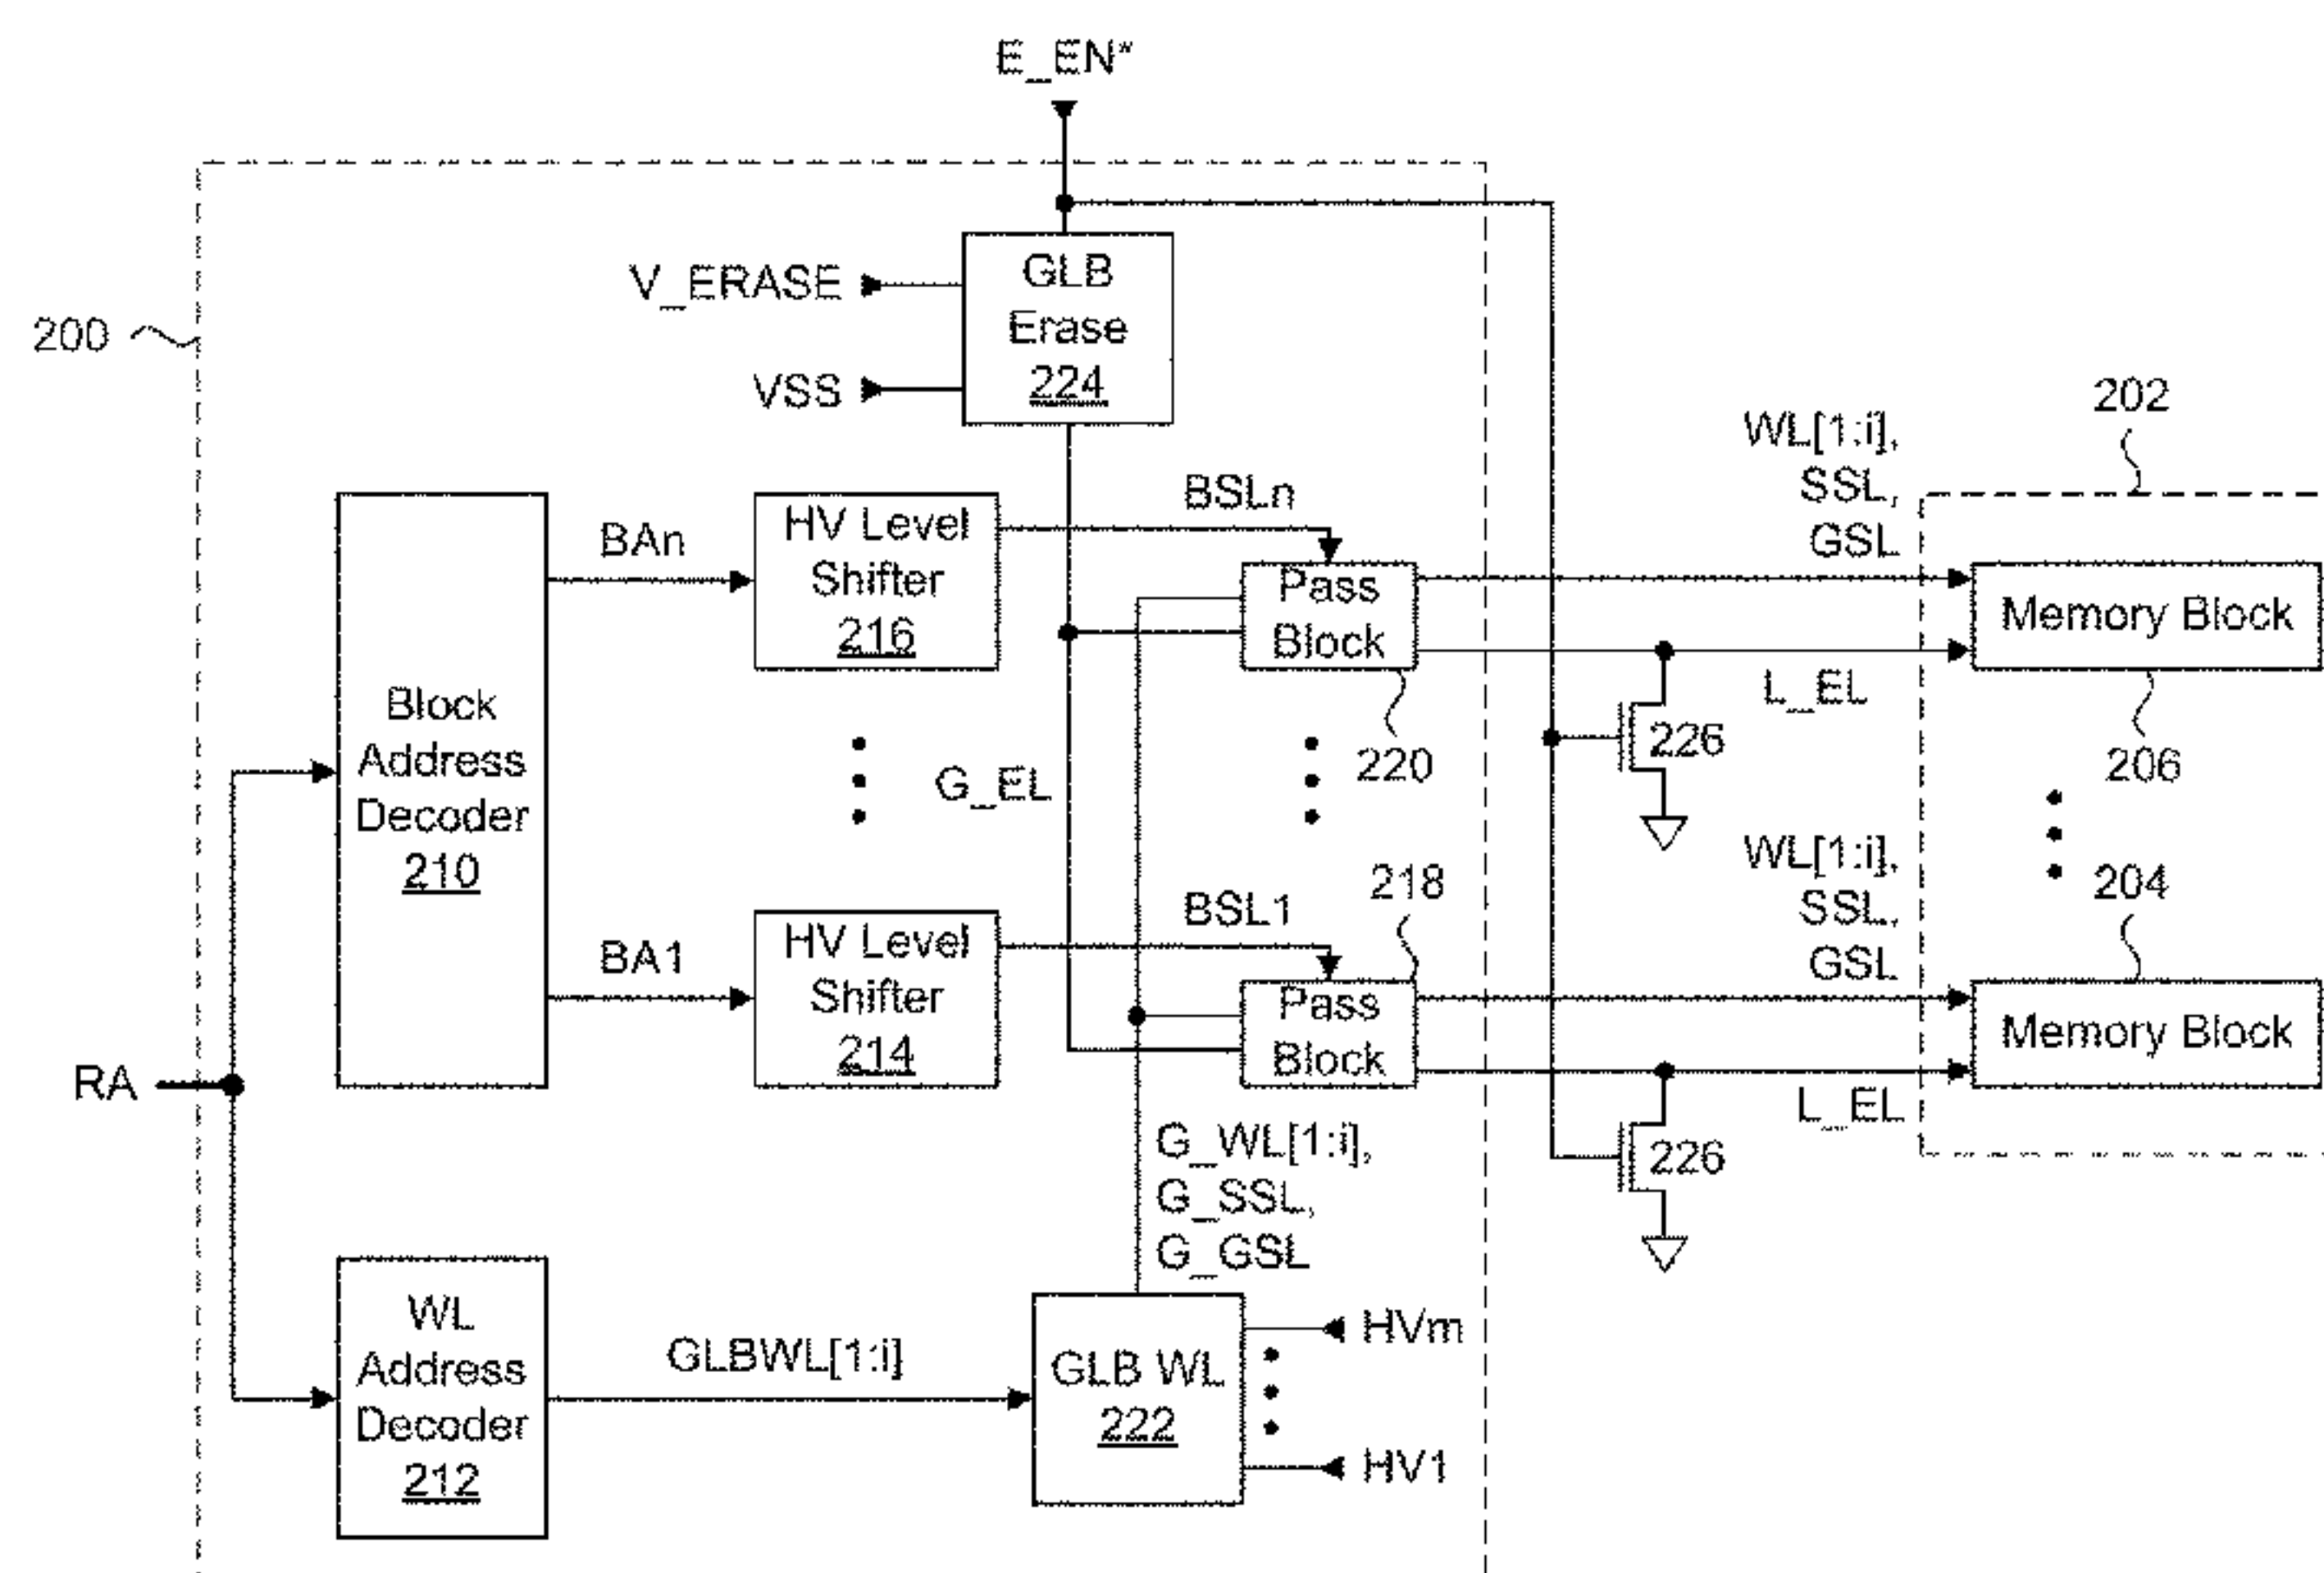 E_EN*
200
V_ERASE
VSS
GLB
Erase
224
202
WL[1:i],
SSL,
GSL
BAn
HV Level
Shifter
216
BSLn
Pass
Block
220
Memory Block
206
L_EL
226
Block
Address
Decoder
210
G_EL
BA1
HV Level
Shifter
214
BSL1
218
Pass
Block
WL[1:i],
SSL,
GSL
204
Memory Block
L_EL
226
RA
G_WL[1:i],
G_SSL,
G_GSL
WL
Address
Decoder
212
GLBWL[1:i]
GLB WL
222
HVm
HV1